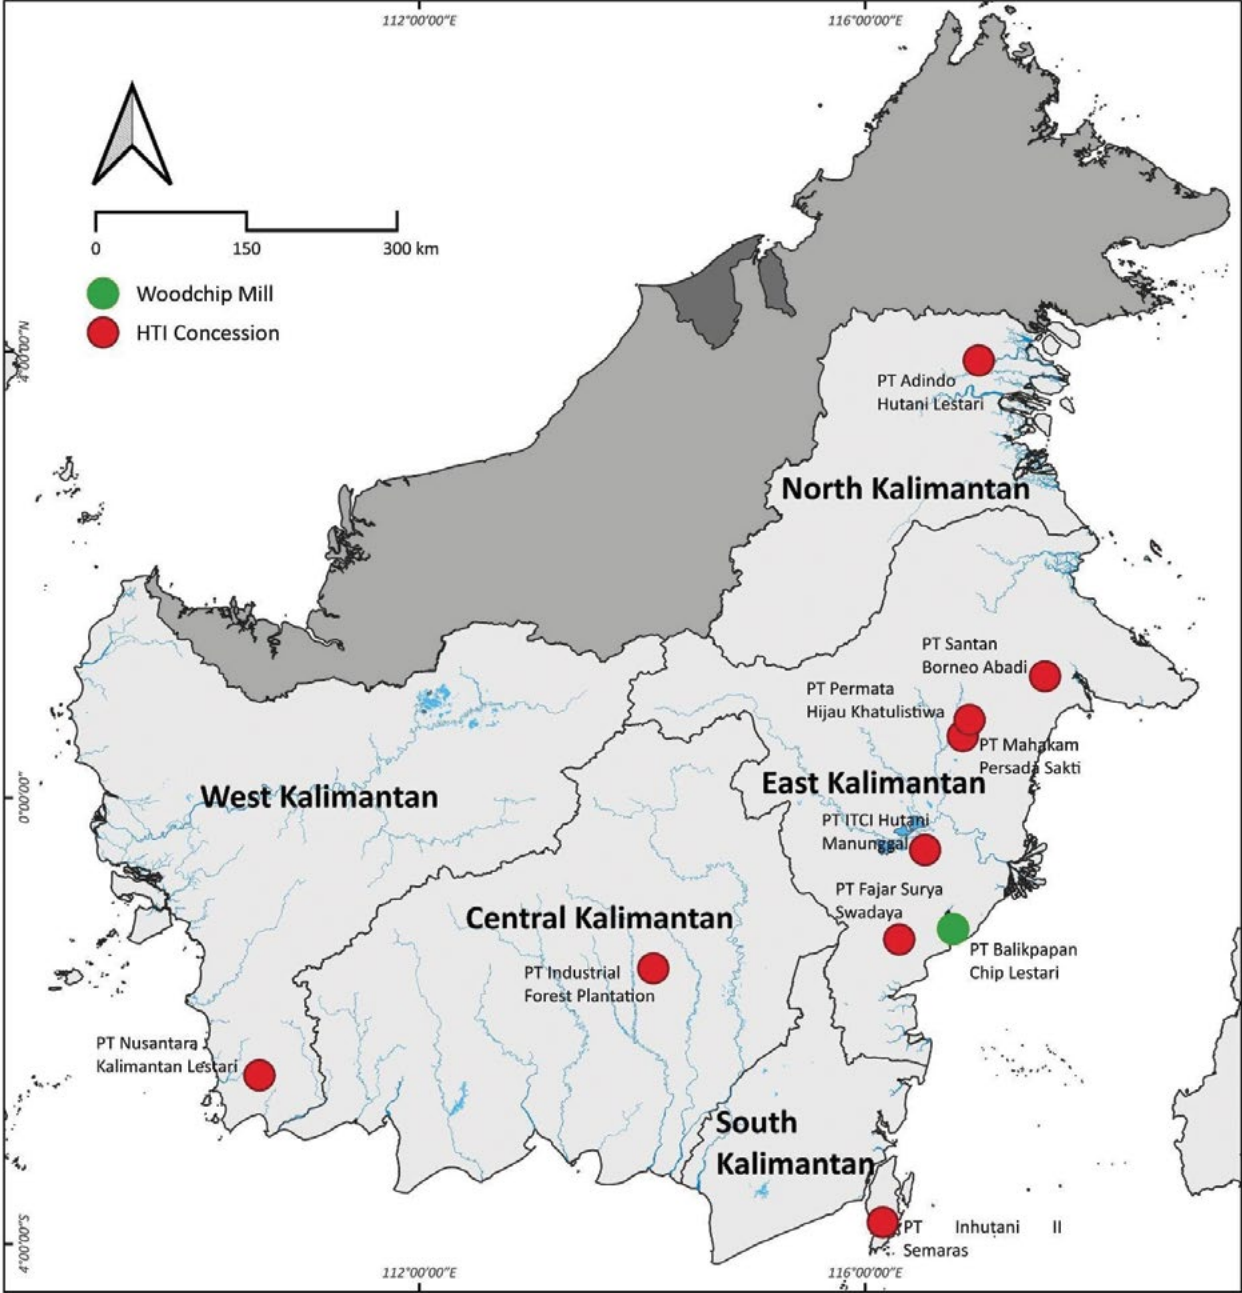 112°00'00"E
116°00'00"E
0
150
300 km
Woodchip Mill
HTI Concession
4°00'00"N
PT Adindo
Hutani Lestari
North Kalimantan
PT Santan
Borneo Abadi
PT Permata
Hijau Khatulistiwa
PT Mahakam
Persada Sakti
0°00'00"
West Kalimantan
East Kalimantan
PT ITCI Hutani
Manunggal
PT Fajar Surya
Swadaya
Central Kalimantan
PT Balikpapan
Chip Lestari
PT Industrial
Forest Plantation
PT Nusantara
Kalimantan Lestari
South
Kalimantan
PT Inhutani II
Semaras
4°00'00"S
112°00'00"E
116°00'00"E